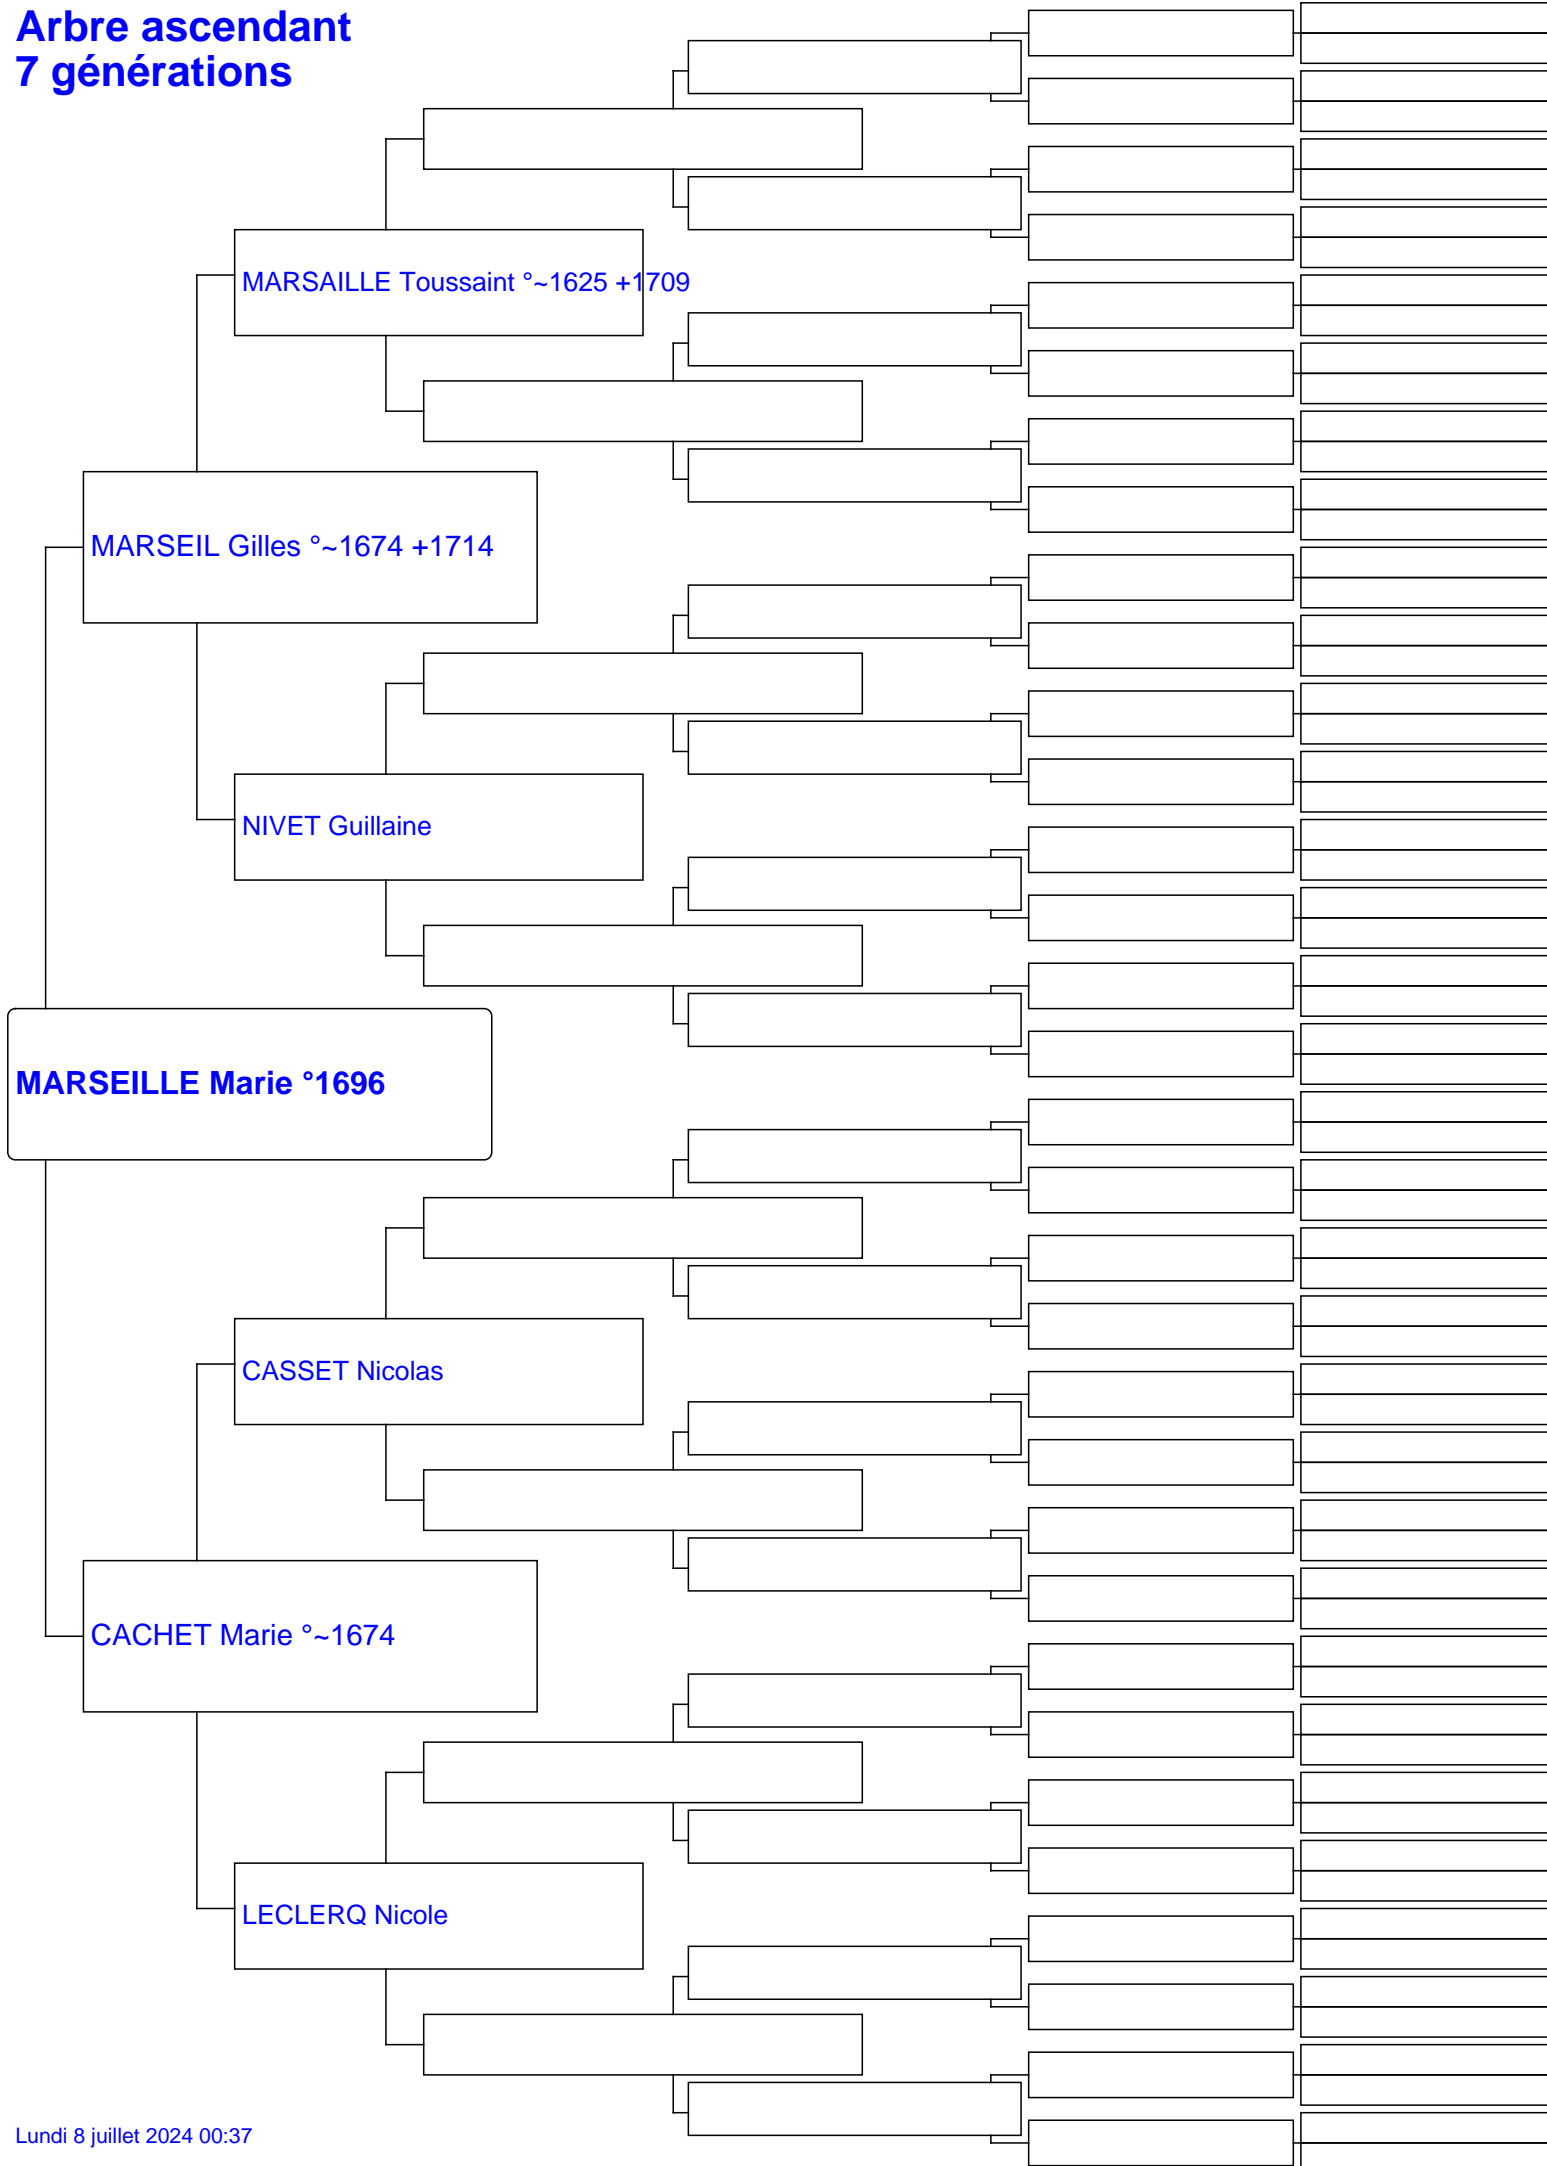 Arbre ascendant
7 générations
MARSAILLE Toussaint °~1625 +1709
MARSEIL Gilles °~1674 +1714
NIVET Guillaine
MARSEILLE Marie °1696
CASSET Nicolas
CACHET Marie °~1674
LECLERQ Nicole
Lundi 8 juillet 2024 00:37